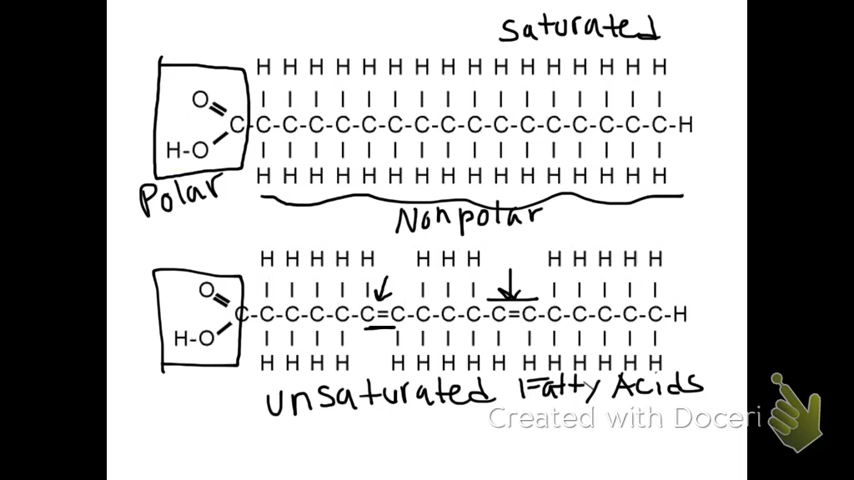 saturated
H H H H H H H H H H H H H H H H
O
C-C-C-C-C-C-C-C-C-C-C-C-C-C-C-C-C-H
H-O
H H H H H H H H H H H H H H H H
Polar
Nonpolar
H H H H H H H H H H H H H
O
C-C-C-C-C-C=C-C-C-C-C=C-C-C-C-C-C-H
H-O
H H H H H H H H H H H H H H H
unsaturated Fatty Acids
Created with Doceri